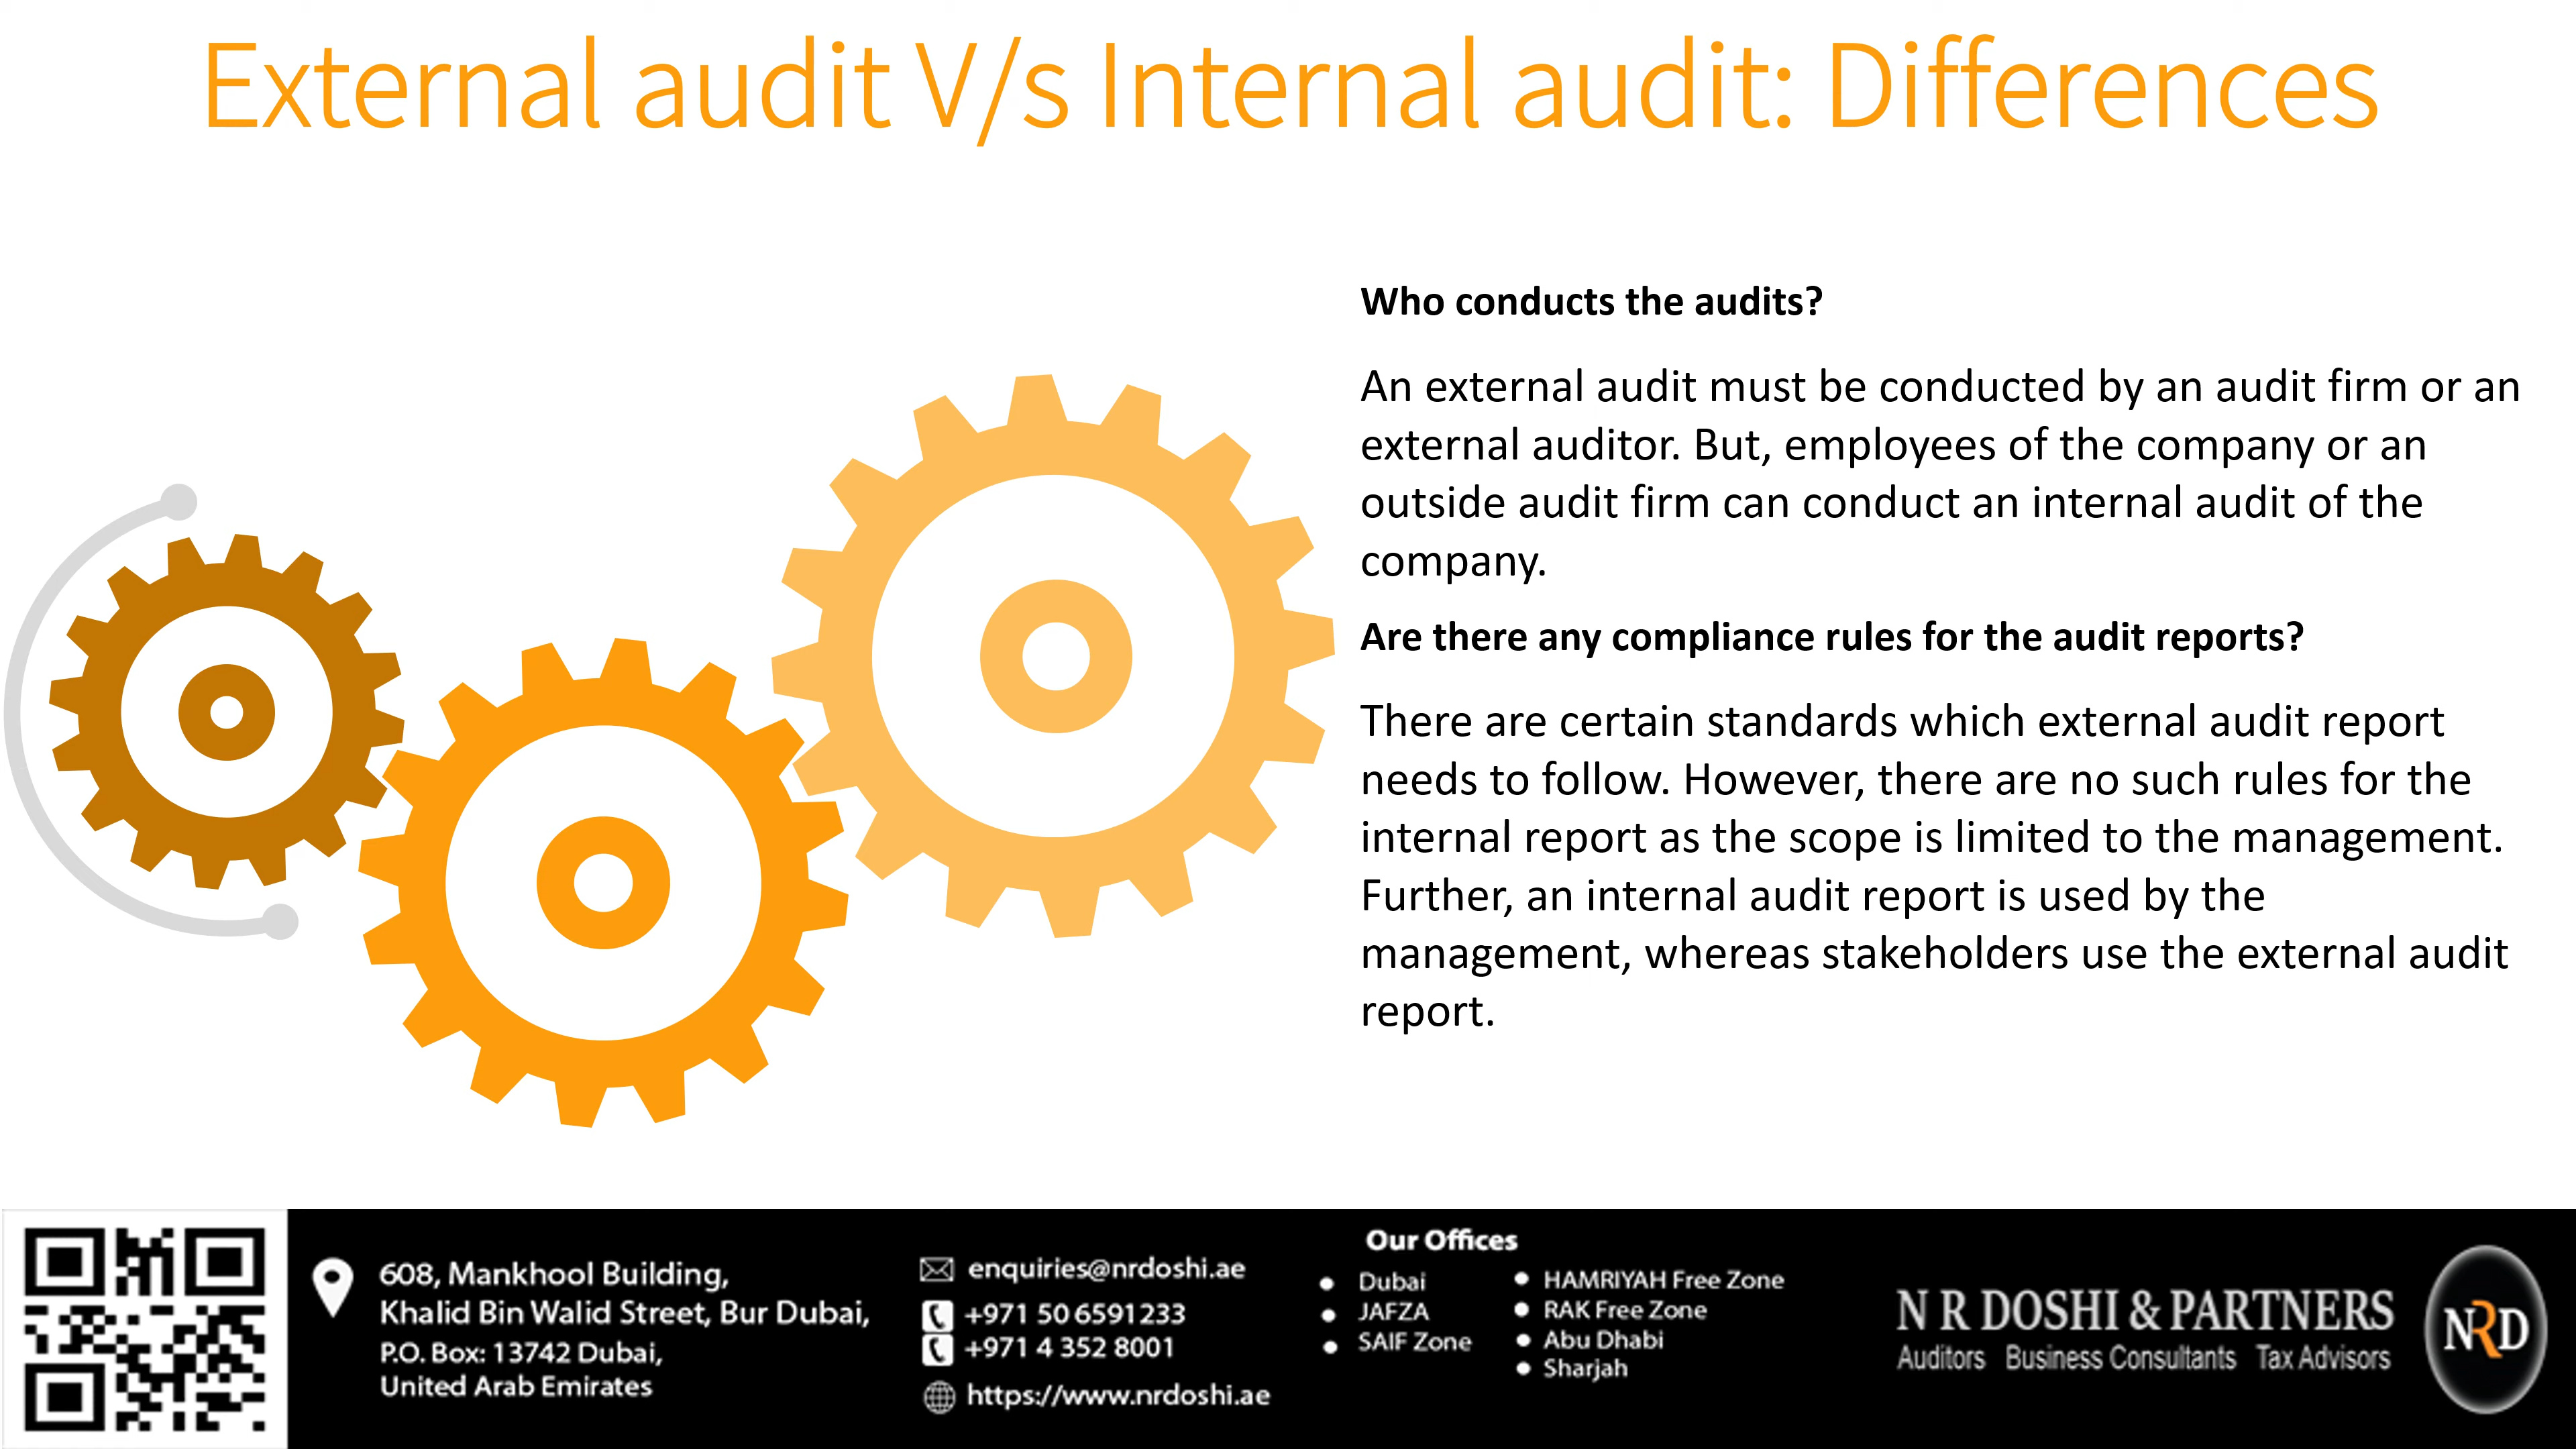 External audit V/s Internal audit: Differences
Who conducts the audits?
An external audit must be conducted by an audit firm or an
external auditor. But, employees of the company or an
outside audit firm can conduct an internal audit of the
company.
Are there any compliance rules for the audit reports?
There are certain standards which external audit report
needs to follow. However, there are no such rules for the
internal report as the scope is limited to the management.
Further, an internal audit report is used by the
management, whereas stakeholders use the external audit
report.
608, Mankhool Building,
Khalid Bin Walid Street, Bur Dubai,
P.O. Box: 13742 Dubai,
United Arab Emirates
enquiries@nrdoshi.ae
+971 50 6591233
+971 4 352 8001
https://www.nrdoshi.ae
Our Offices
• Dubai
• JAFZA
• SAIF Zone
• HAMRIYAH Free Zone
• RAK Free Zone
• Abu Dhabi
• Sharjah
N R DOSHI & PARTNERS
Auditors Business Consultants Tax Advisors
NRD